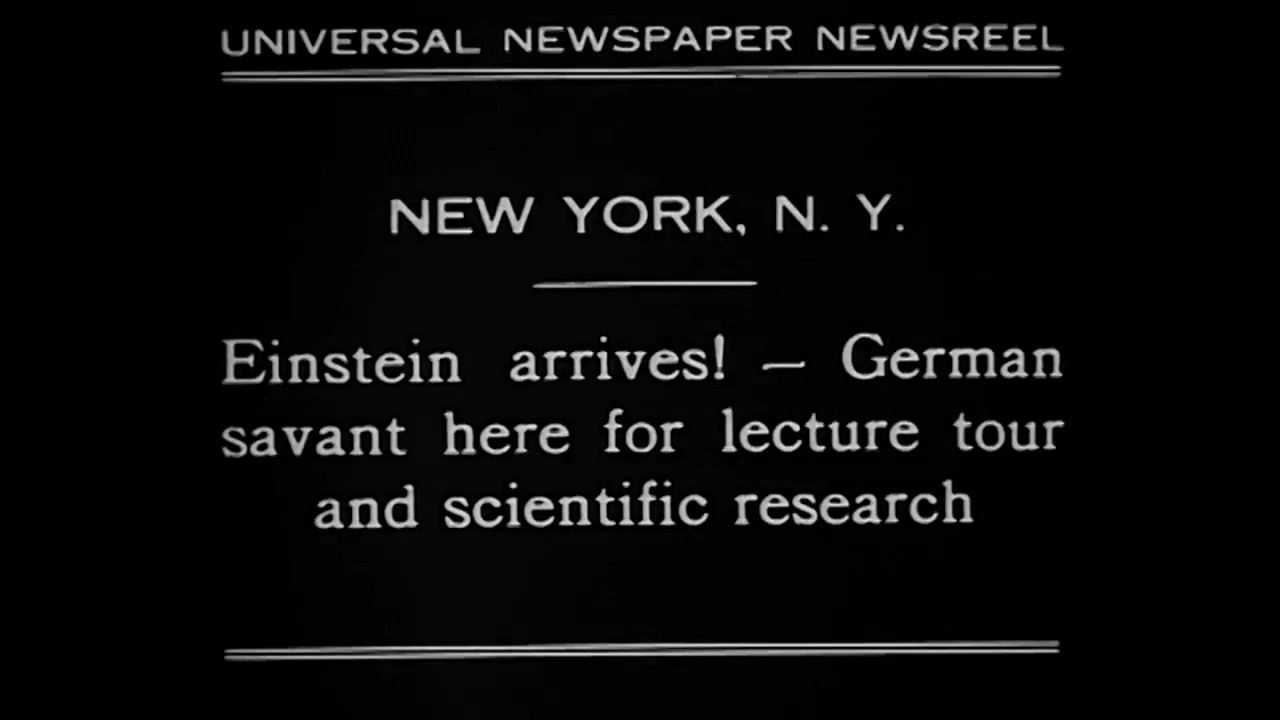 UNIVERSAL NEWSPAPER NEWSREEL
NEW YORK, N. Y.
Einstein arrives! — German
savant here for lecture tour
and scientific research